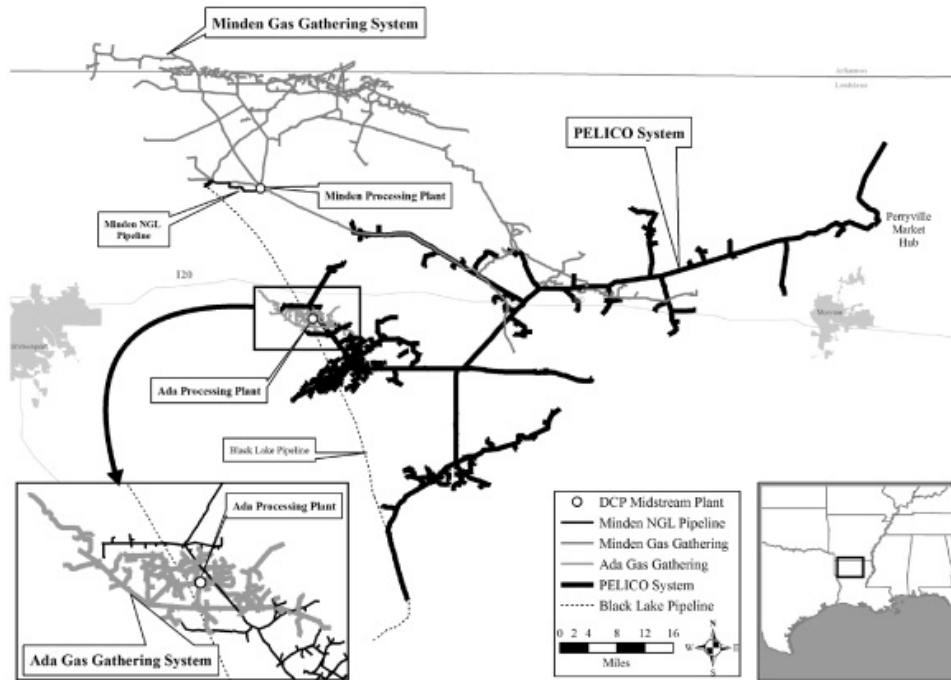 Minden Gas Gathering System
Arkansas
Louisiana
PELICO System
Minden Processing Plant
Minden NGL
Pipeline
Perryville
Market
Hub
I20
Monroe
Ada Processing Plant
Black Lake Pipeline
Ada Processing Plant
Ada Gas Gathering System
DCP Midstream Plant
Minden NGL Pipeline
Minden Gas Gathering
Ada Gas Gathering
PELICO System
Black Lake Pipeline
0 2 4 8 12 16
Miles
N
W E
S